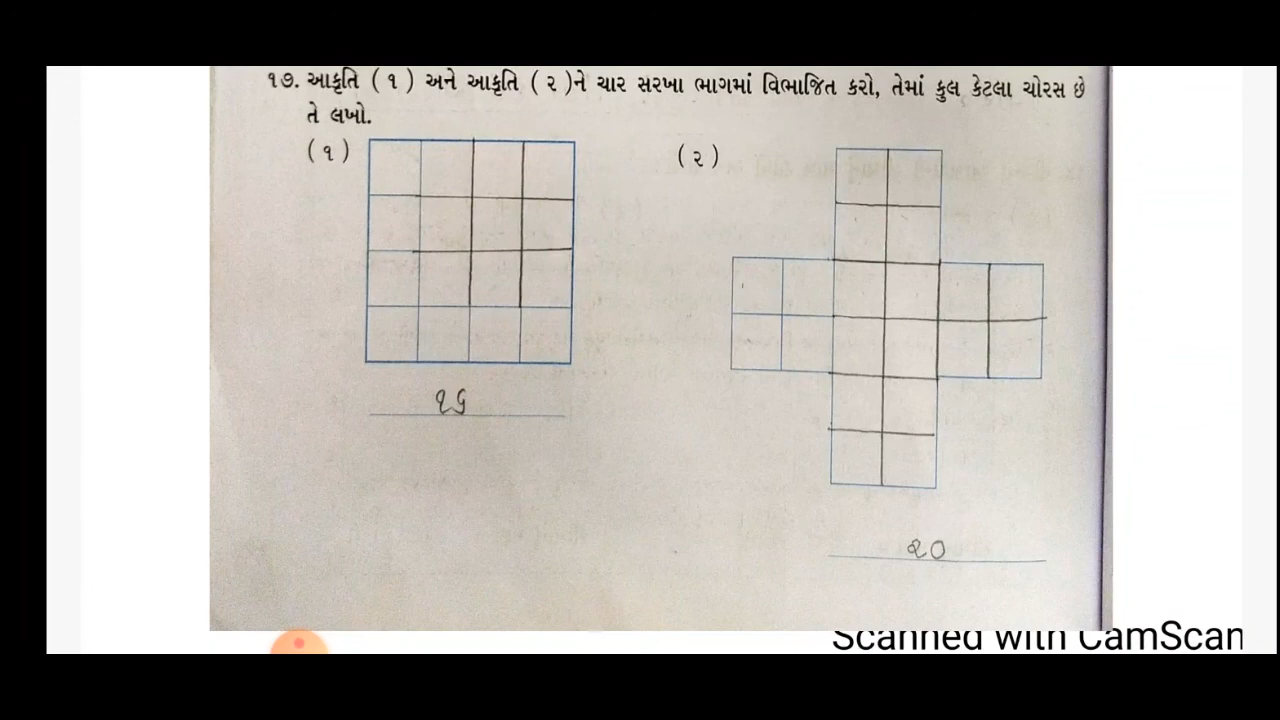 ૧૭. આકૃતિ ( ૧ ) અને આકૃતિ ( ૨ )ને ચાર સરખા ભાગમાં વિભાજિત કરો, તેમાં કુલ કેટલા ચોરસ છે
તે લખો.
( ૧ )
( ૨ )
૧૬
૨૦
Scanned with CamScan